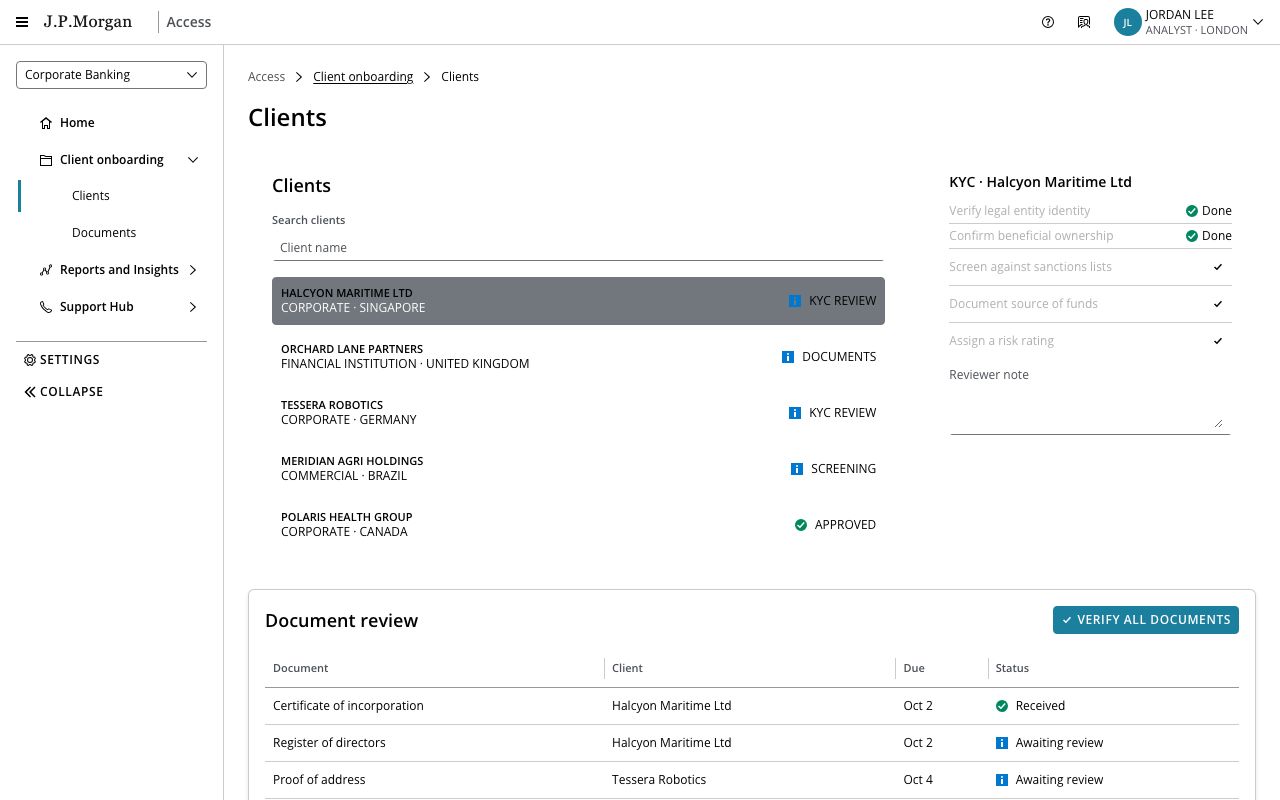 J.P.Morgan
Access
JL
JORDAN LEE
ANALYST · LONDON
Corporate Banking
Home
Client onboarding
Clients
Documents
Reports and Insights
Support Hub
SETTINGS
COLLAPSE
Access
Client onboarding
Clients
Clients
Clients
Search clients
Client name
HALCYON MARITIME LTD
CORPORATE · SINGAPORE
KYC REVIEW
ORCHARD LANE PARTNERS
FINANCIAL INSTITUTION · UNITED KINGDOM
DOCUMENTS
TESSERA ROBOTICS
CORPORATE · GERMANY
KYC REVIEW
MERIDIAN AGRI HOLDINGS
COMMERCIAL · BRAZIL
SCREENING
POLARIS HEALTH GROUP
CORPORATE · CANADA
APPROVED
KYC · Halcyon Maritime Ltd
Verify legal entity identity Done
Confirm beneficial ownership Done
Screen against sanctions lists
Document source of funds
Assign a risk rating
Reviewer note
Document review
VERIFY ALL DOCUMENTS
Document Client Due Status
Certificate of incorporation Halcyon Maritime Ltd Oct 2 Received
Register of directors Halcyon Maritime Ltd Oct 2 Awaiting review
Proof of address Tessera Robotics Oct 4 Awaiting review